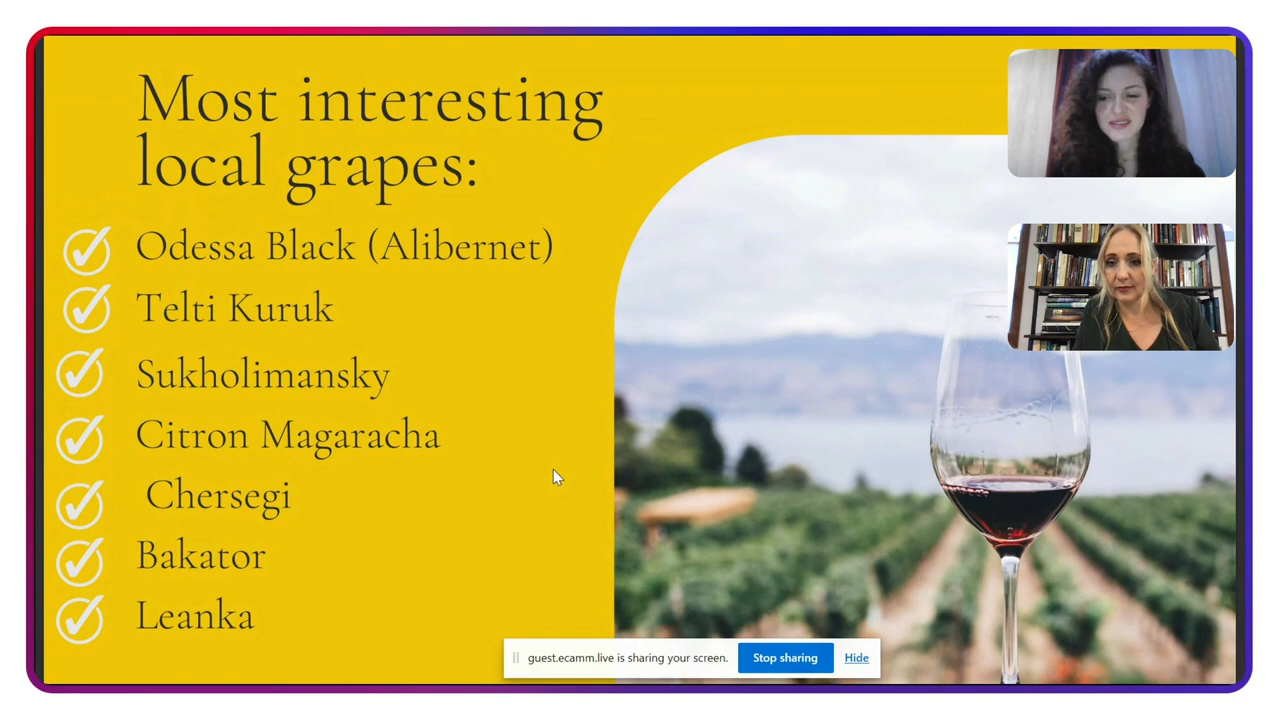 Most interesting
local grapes:
Odessa Black (Alibernet)
Telti Kuruk
Sukholimansky
Citron Magaracha
Chersegi
Bakator
Leanka
guest.ecamm.live is sharing your screen.
Stop sharing
Hide